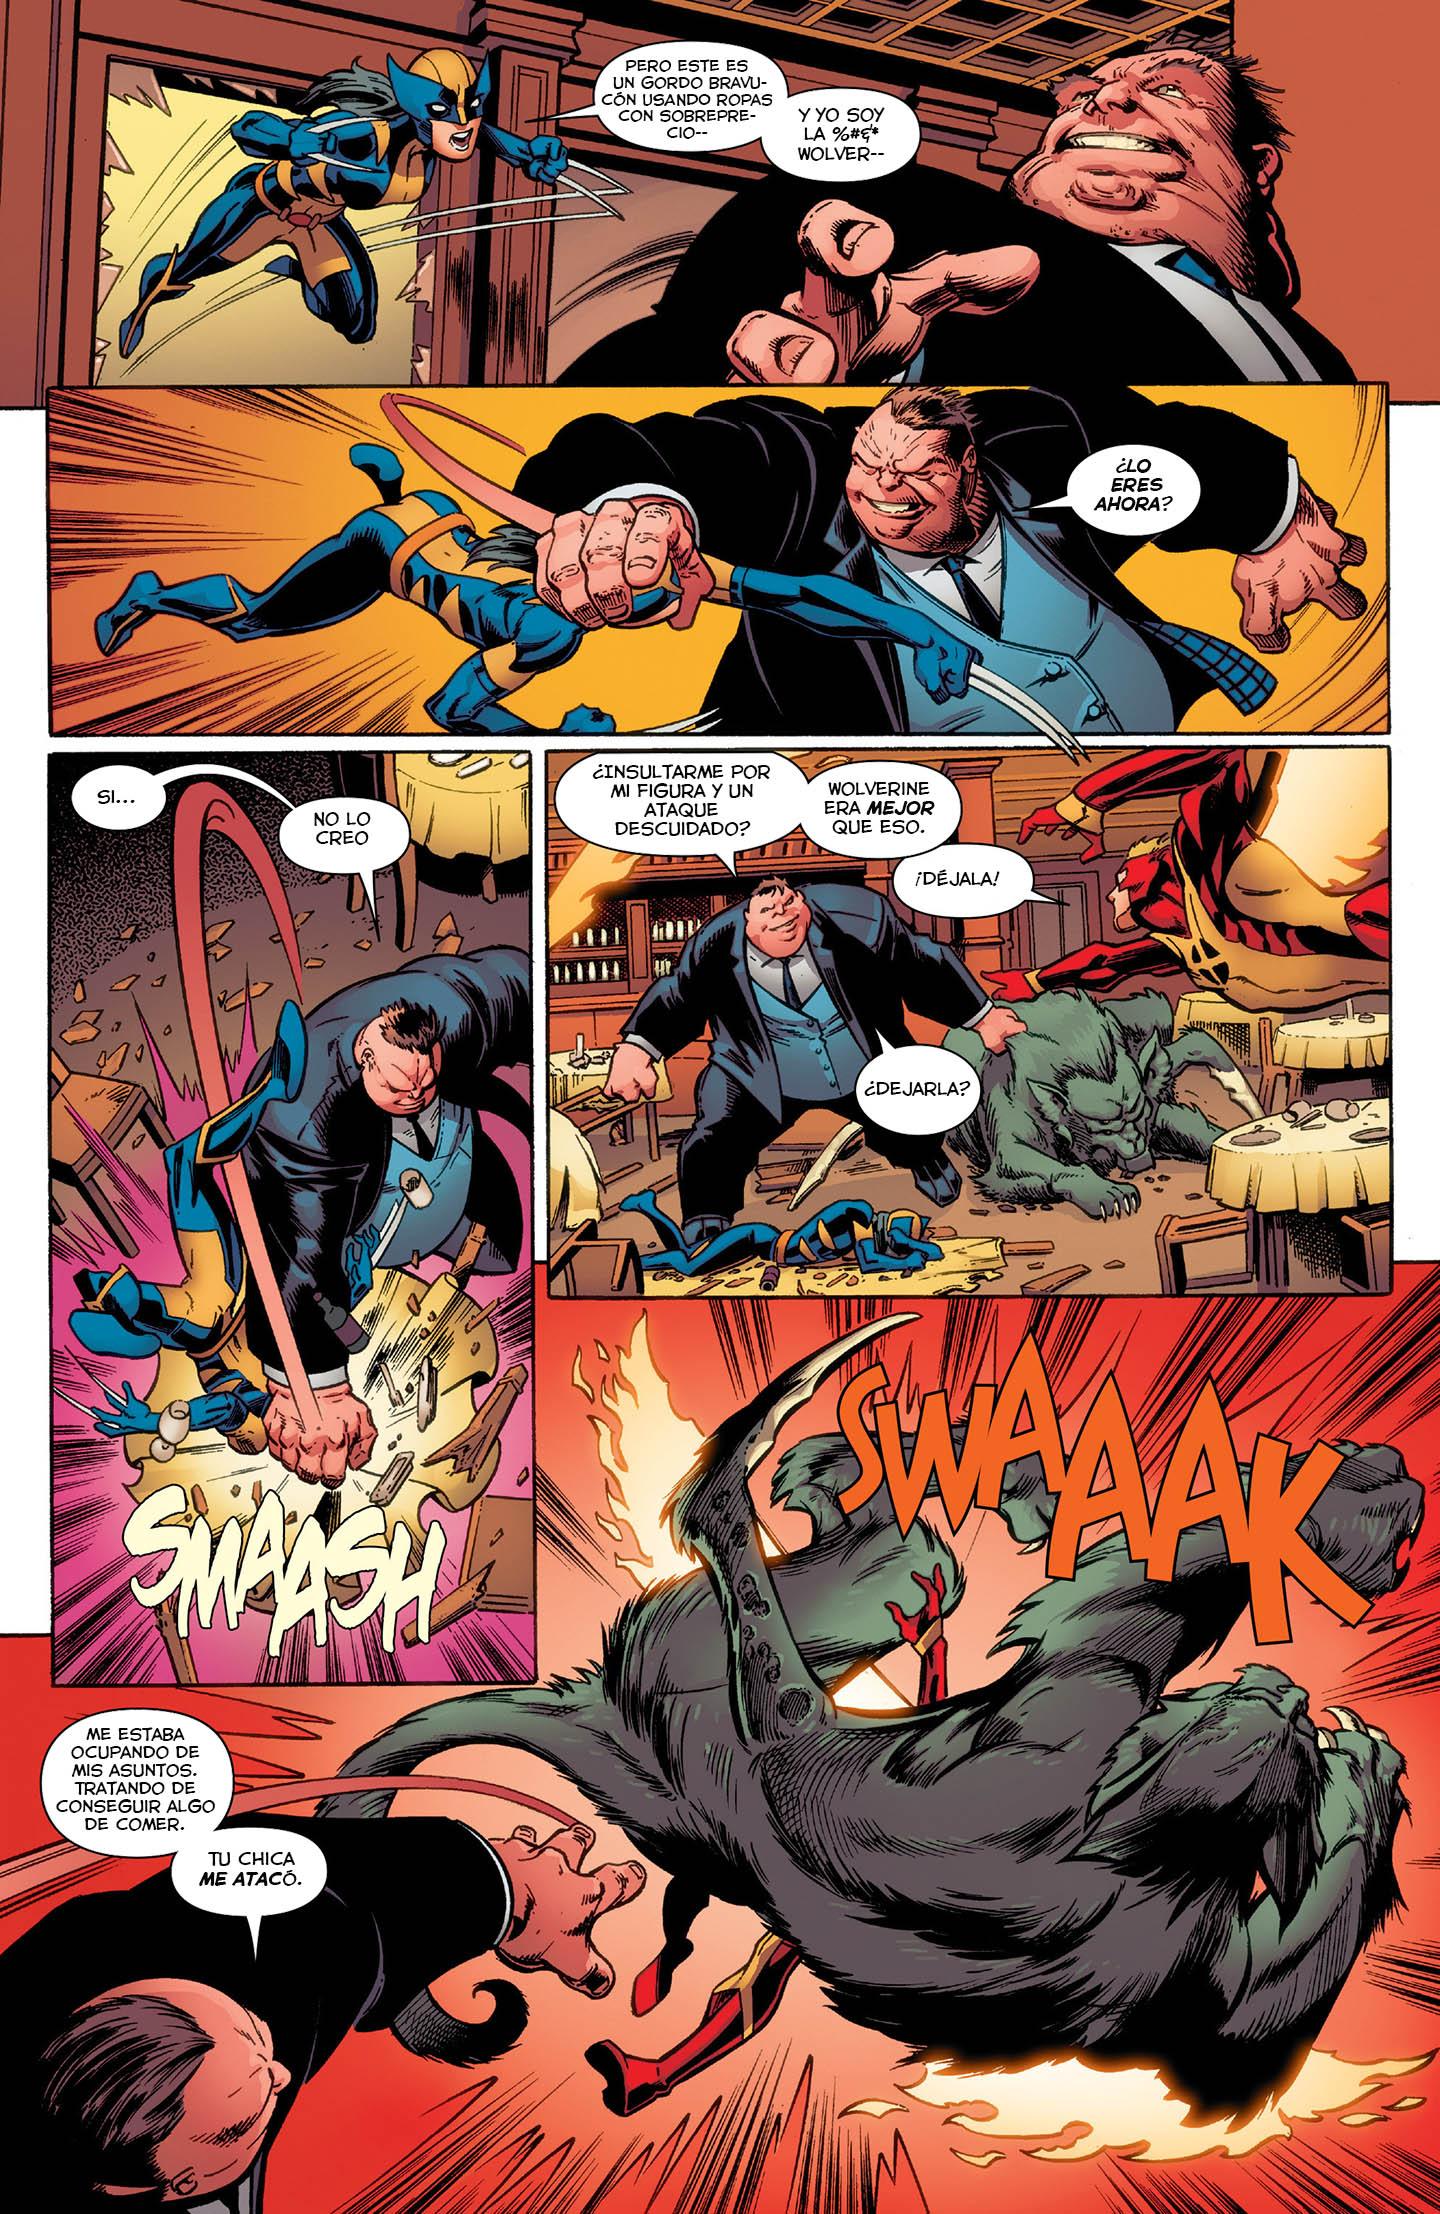 PERO ESTE ES
UN GORDO BRAVU-
CÓN USANDO ROPAS
CON SOBREPRE-
CIO--
Y YO SOY
LA %#&*
WOLVER--
¿LO
ERES
AHORA?
SI...
NO LO
CREO
SMAASH
¿INSULTARME POR
MI FIGURA Y UN
ATAQUE
DESCUIDADO?
WOLVERINE
ERA MEJOR
QUE ESO.
¡DÉJALA!
¿DEJARLA?
SWAAAK
ME ESTABA
OCUPANDO DE
MIS ASUNTOS.
TRATANDO DE
CONSEGUIR ALGO
DE COMER.
TU CHICA
ME ATACÓ.